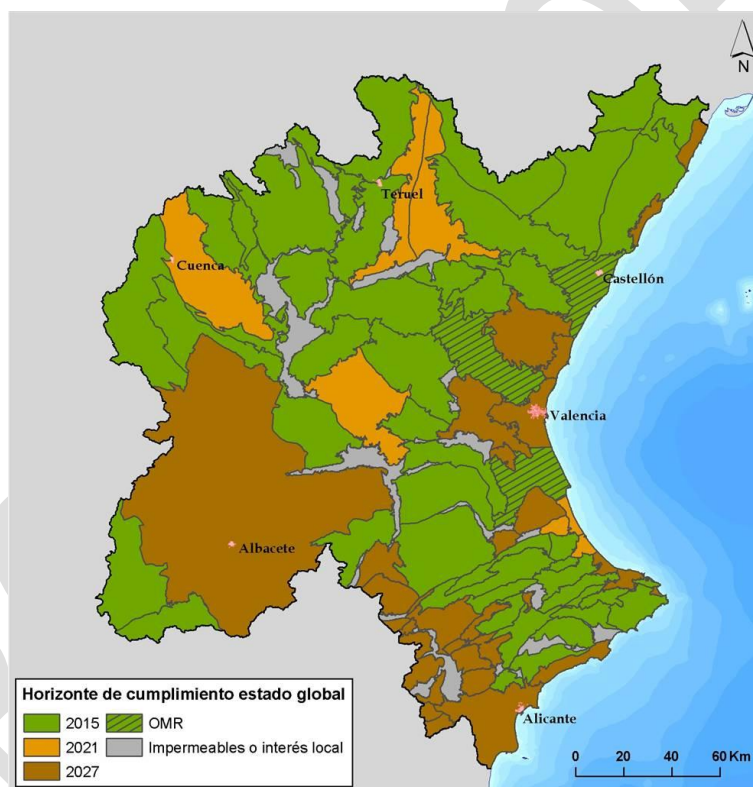 N
Teruel
Cuenca
Castellón
Valencia
Albacete
Alicante
Horizonte de cumplimiento estado global
2015 OMR
2021 Impermeables o interés local
2027
0 20 40 60 Km